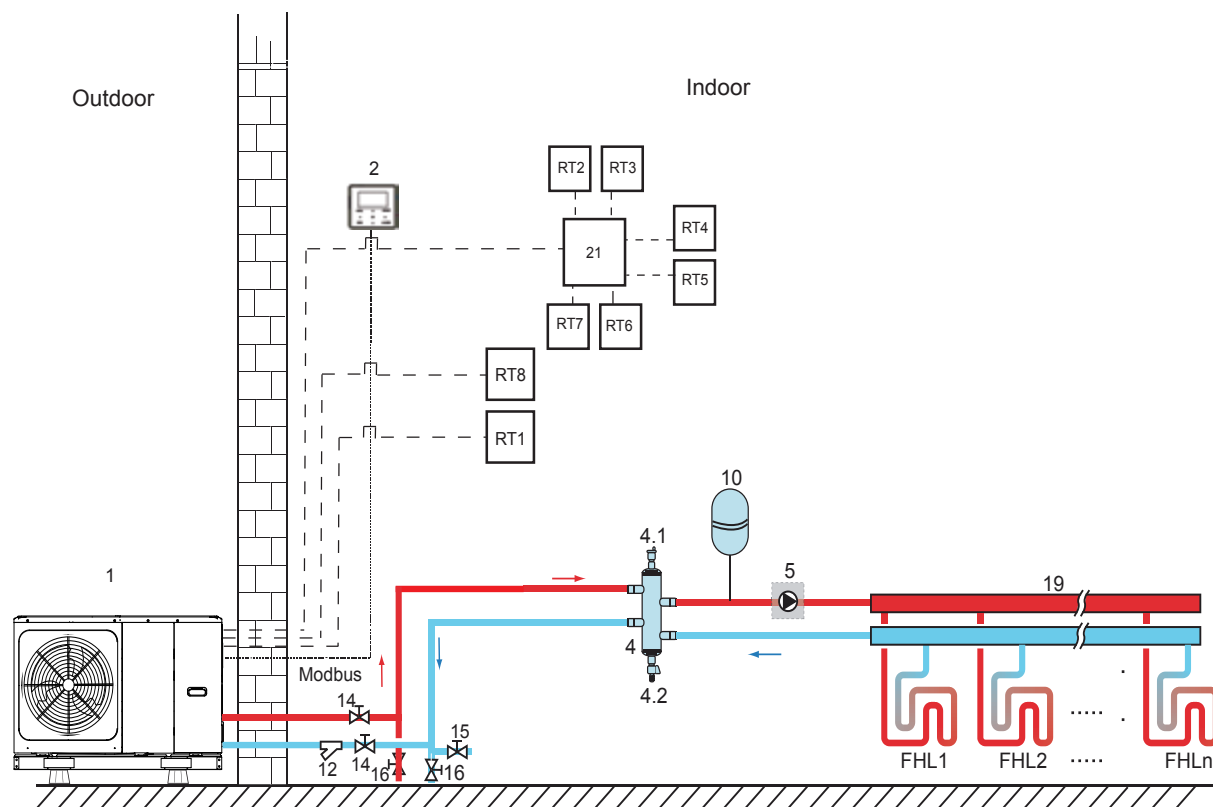 Outdoor
Indoor
2
RT2
RT3
RT4
21
RT5
RT7
RT6
RT8
RT1
10
4.1
1
5
19
4
4.2
Modbus
14
15
12
14
16
16
FHL1
FHL2
.....
.....
FHLn